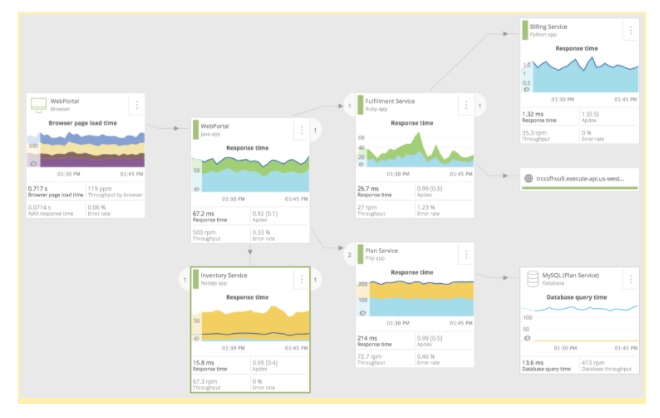 Billing Service
Python app
Response time
1.5
1
0.5
0
01:30 PM 01:45 PM
1.32 ms 1 [0.5]
Response time Apdex
35.3 rpm 0 %
Throughput Error rate
WebPortal
Browser
Browser page load time
500
01:30 PM 01:45 PM
0.717 s 119 ppm
Browser page load time Throughput by browser
0.0714 s 0.06 %
AJAX response time Error rate
WebPortal
Java app
1
Response time
50
01:30 PM 01:45 PM
67.2 ms 0.92 [0.1]
Response time Apdex
503 rpm 0.33 %
Throughput Error rate
1
Fulfillment Service
Ruby app
1
Response time
60
40
20
01:30 PM 01:45 PM
25.7 ms 0.99 [0.5]
Response time Apdex
27 rpm 1.23 %
Throughput Error rate
1
Inventory Service
Nodejs app
1
Response time
50
01:30 PM 01:45 PM
15.8 ms 0.99 [0.4]
Response time Apdex
67.3 rpm 0 %
Throughput Error rate
2
Plan Service
Php app
Response time
200
100
01:30 PM 01:45 PM
214 ms 0.99 [0.5]
Response time Apdex
72.7 rpm 0.46 %
Throughput Error rate
MySQL (Plan Service)
Database
Database query time
100
50
01:30 PM 01:45 PM
13.6 ms 413 rpm
Database query time Database throughput